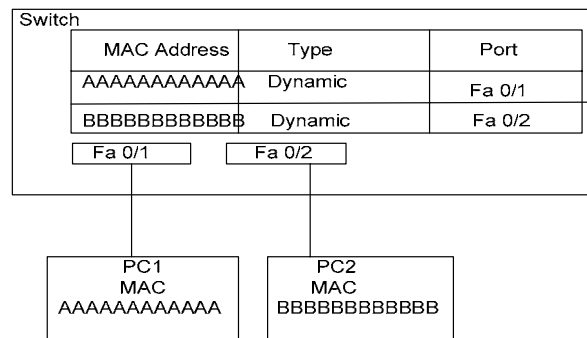 Switch
MAC Address Type Port
AAAAAAAAAAAA Dynamic Fa 0/1
BBBBBBBBBBBB Dynamic Fa 0/2
Fa 0/1 Fa 0/2
PC1 PC2
MAC MAC
AAAAAAAAAAAA BBBBBBBBBBBB